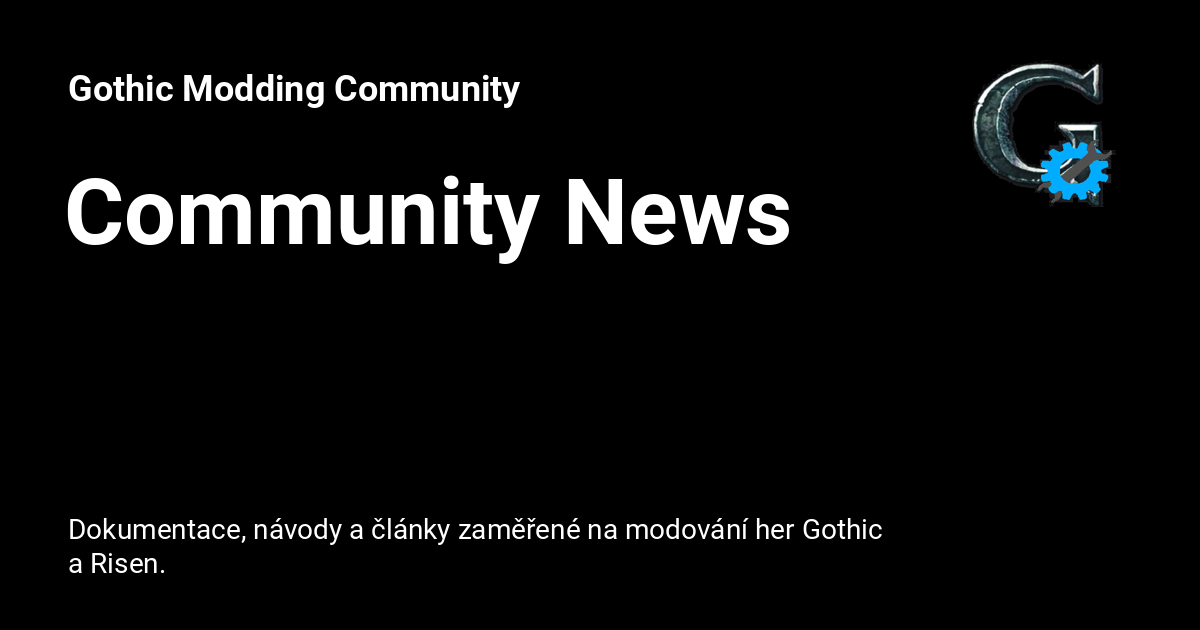 Gothic Modding Community
G
Community News
Dokumentace, návody a články zaměřené na modování her Gothic
a Risen.